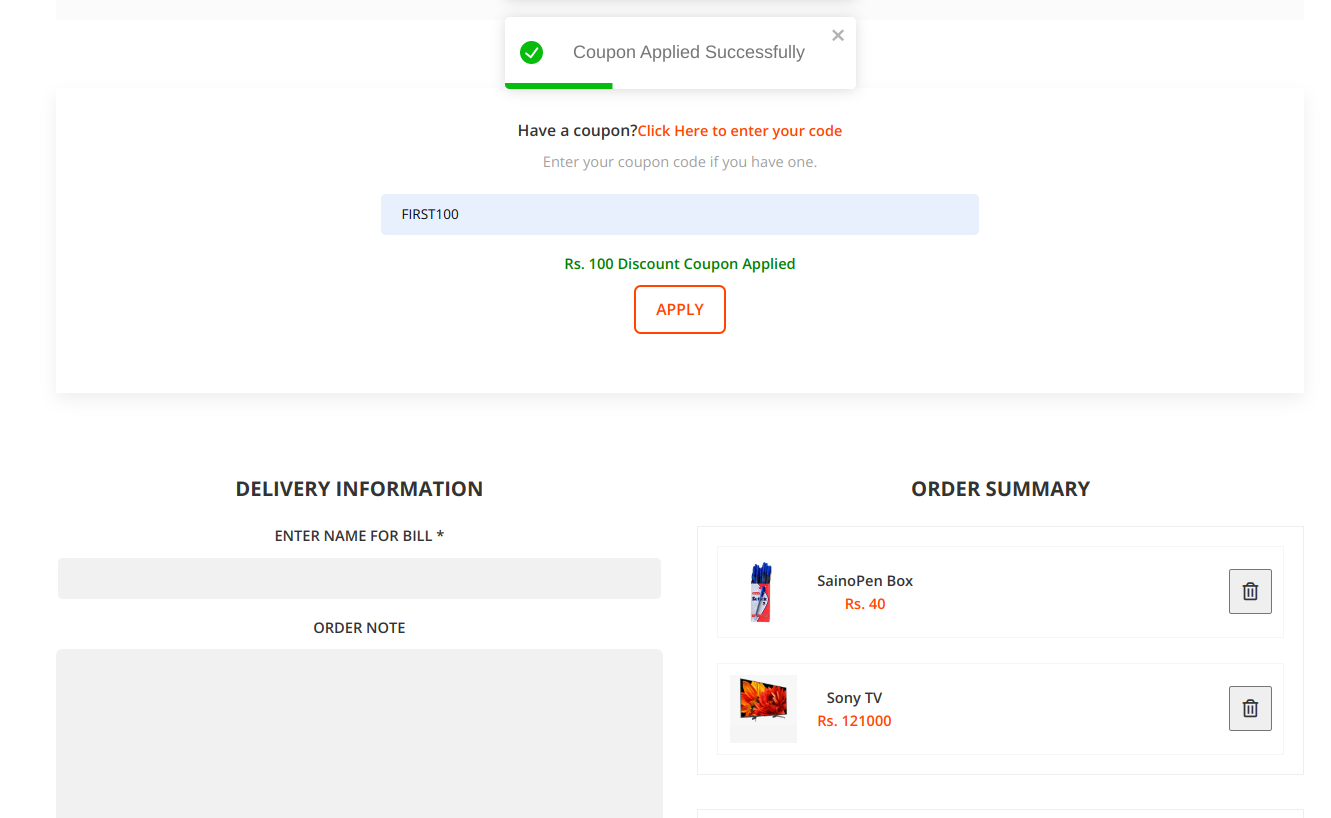 Coupon Applied Successfully
Have a coupon?Click Here to enter your code
Enter your coupon code if you have one.
FIRST100
Rs. 100 Discount Coupon Applied
APPLY
DELIVERY INFORMATION
ENTER NAME FOR BILL *
ORDER NOTE
ORDER SUMMARY
SainoPen Box
Rs. 40
Sony TV
Rs. 121000